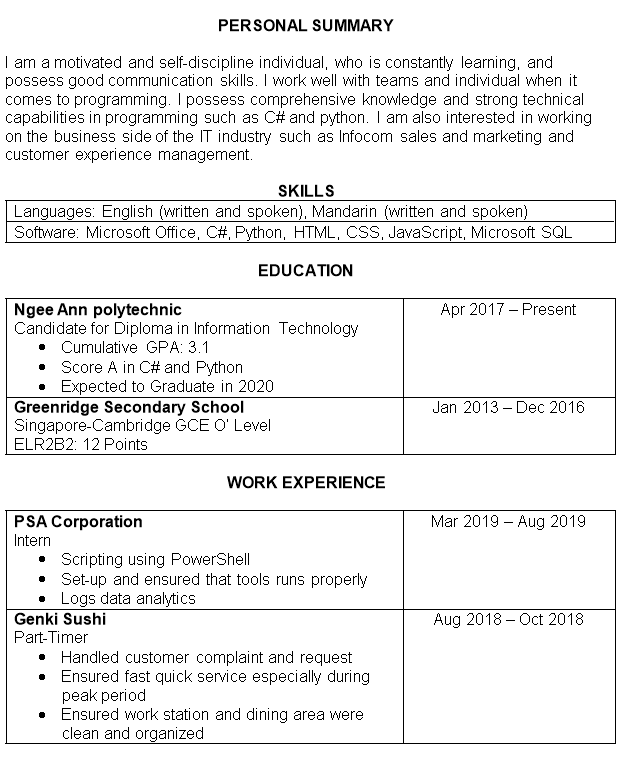 PERSONAL SUMMARY
I am a motivated and self-discipline individual, who is constantly learning, and
possess good communication skills. I work well with teams and individual when it
comes to programming. I possess comprehensive knowledge and strong technical
capabilities in programming such as C# and python. I am also interested in working
on the business side of the IT industry such as Infocom sales and marketing and
customer experience management.
SKILLS
Languages: English (written and spoken), Mandarin (written and spoken)
Software: Microsoft Office, C#, Python, HTML, CSS, JavaScript, Microsoft SQL
EDUCATION
Ngee Ann polytechnic Apr 2017 – Present
Candidate for Diploma in Information Technology
• Cumulative GPA: 3.1
• Score A in C# and Python
• Expected to Graduate in 2020
Greenridge Secondary School Jan 2013 – Dec 2016
Singapore-Cambridge GCE O' Level
ELR2B2: 12 Points
WORK EXPERIENCE
PSA Corporation Mar 2019 – Aug 2019
Intern
• Scripting using PowerShell
• Set-up and ensured that tools runs properly
• Logs data analytics
Genki Sushi Aug 2018 – Oct 2018
Part-Timer
• Handled customer complaint and request
• Ensured fast quick service especially during
peak period
• Ensured work station and dining area were
clean and organized